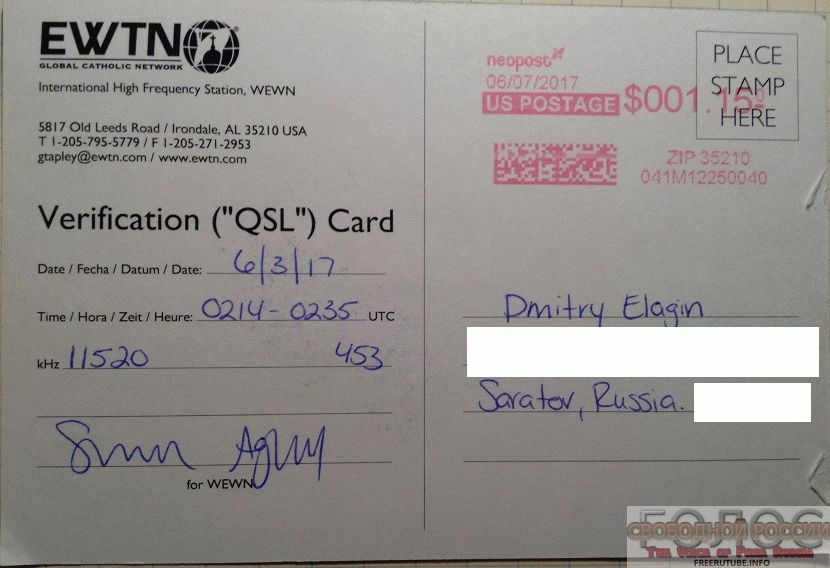 EWTN
GLOBAL CATHOLIC NETWORK
International High Frequency Station, WEWN
5817 Old Leeds Road / Irondale, AL 35210 USA
T 1-205-795-5779 / F 1-205-271-2953
gtapley@ewtn.com / www.ewtn.com
Verification ("QSL") Card
Date / Fecha / Datum / Date: 6/3/17
Time / Hora / Zeit / Heure: 0214-0235 UTC
kHz 11520 453
for WEWN
neopost
06/07/2017
US POSTAGE $001.15⁰
ZIP 35210
041M12250040
PLACE
STAMP
HERE
Dmitry Elagin
Saratov, Russia.
ГОЛОС
СВОБОДНОЙ РОССИИ
The Voice of Free Russia
FREERUTUBE.INFO